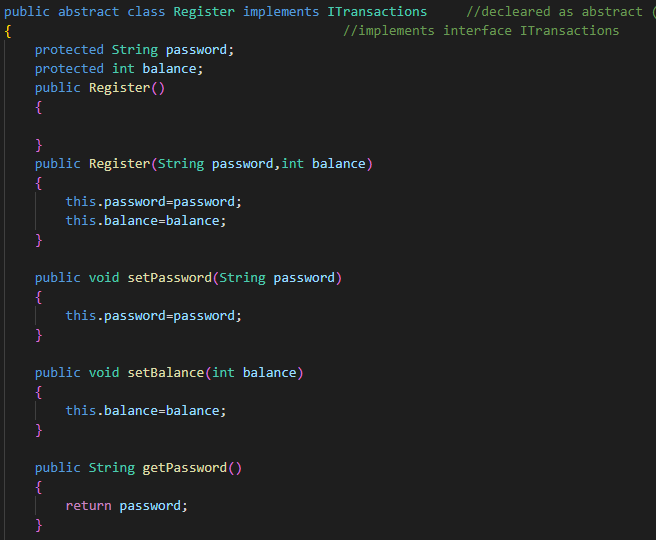 public abstract class Register implements ITransactions     //decleared as abstract (
{                                           //implements interface ITransactions
    protected String password;
    protected int balance;
    public Register()
    {
    }
    public Register(String password,int balance)
    {
        this.password=password;
        this.balance=balance;
    }
    public void setPassword(String password)
    {
        this.password=password;
    }
    public void setBalance(int balance)
    {
        this.balance=balance;
    }
    public String getPassword()
    {
        return password;
    }